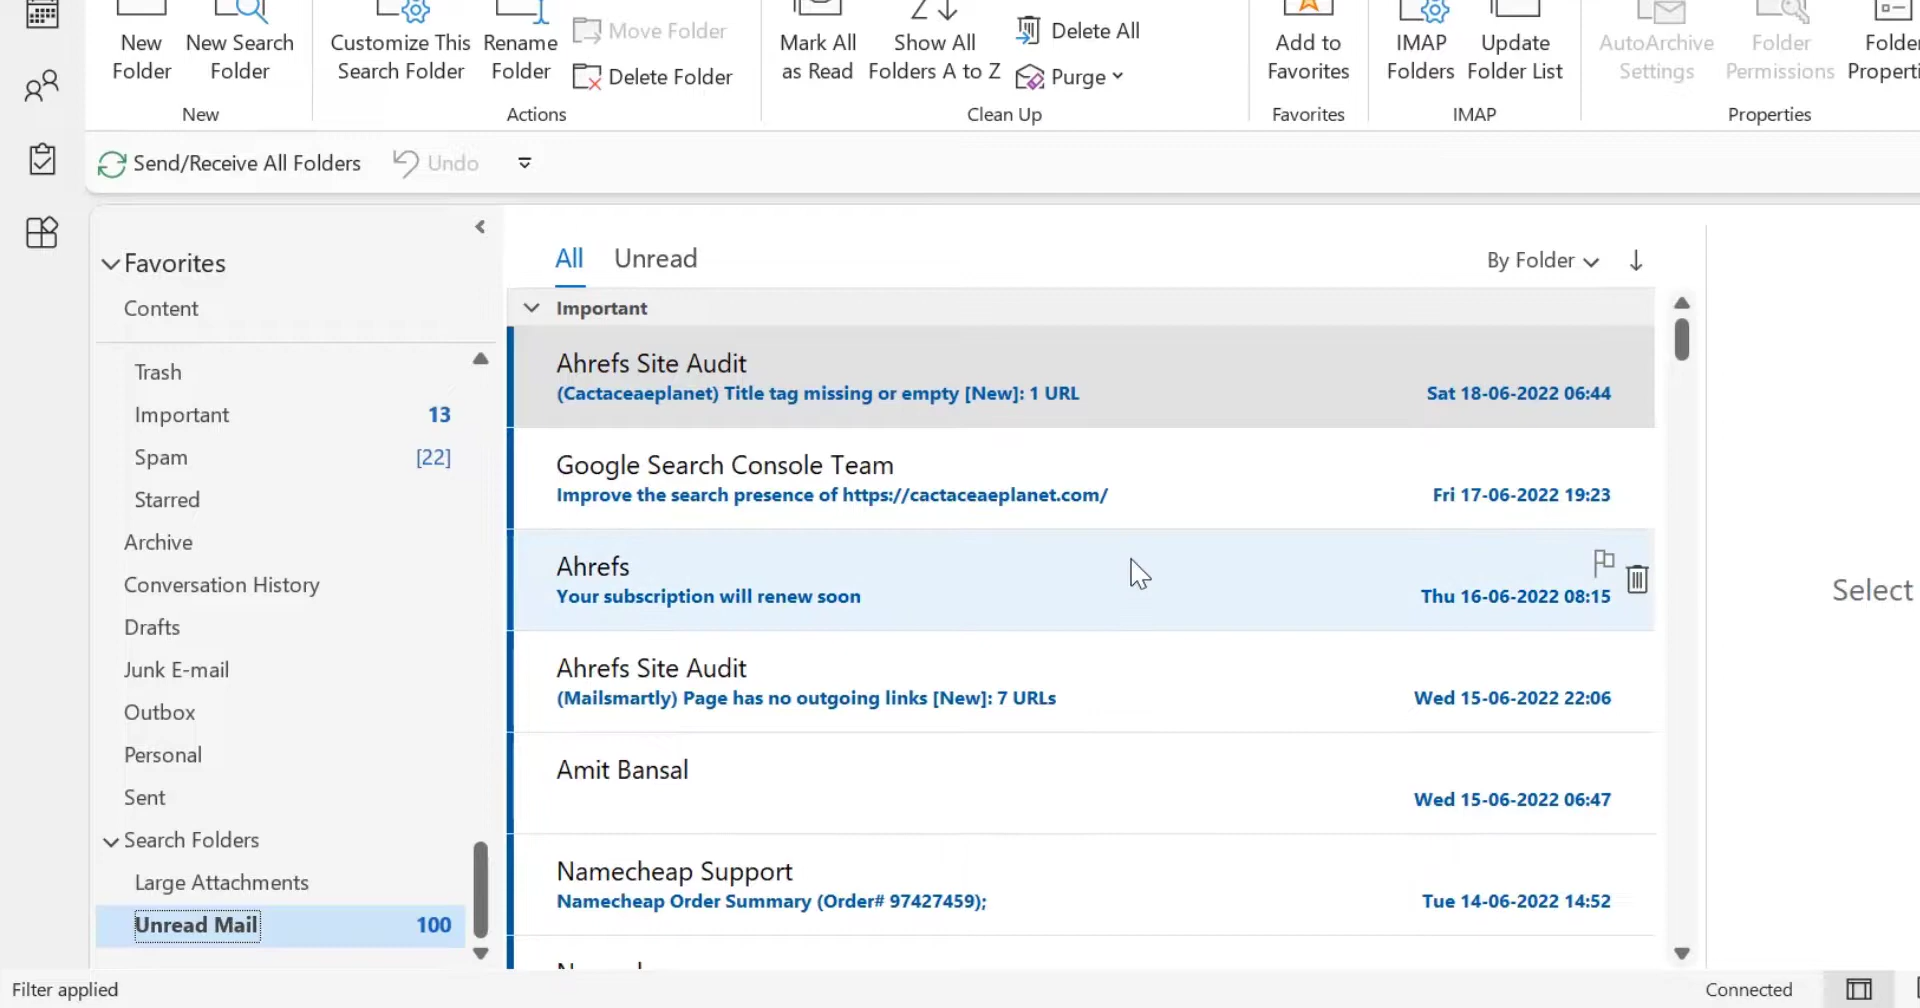 New Folder
New Search Folder
New
Customize This Search Folder
Rename Folder
Move Folder
Delete Folder
Actions
Mark All as Read
Show All Folders A to Z
Delete All
Purge
Clean Up
Add to Favorites
Favorites
IMAP Folders
Update Folder List
IMAP
AutoArchive Settings
Folder Permissions
Folder
Properti
Properties
Send/Receive All Folders
Undo
Favorites
Content
Trash
Important 13
Spam [22]
Starred
Archive
Conversation History
Drafts
Junk E-mail
Outbox
Personal
Sent
Search Folders
Large Attachments
Unread Mail 100
All Unread By Folder
Important
Ahrefs Site Audit
(Cactaceaeplanet) Title tag missing or empty [New]: 1 URL Sat 18-06-2022 06:44
Google Search Console Team
Improve the search presence of https://cactaceaeplanet.com/ Fri 17-06-2022 19:23
Ahrefs
Your subscription will renew soon Thu 16-06-2022 08:15
Ahrefs Site Audit
(Mailsmartly) Page has no outgoing links [New]: 7 URLs Wed 15-06-2022 22:06
Amit Bansal
Wed 15-06-2022 06:47
Namecheap Support
Namecheap Order Summary (Order# 97427459); Tue 14-06-2022 14:52
Select
Filter applied
Connected